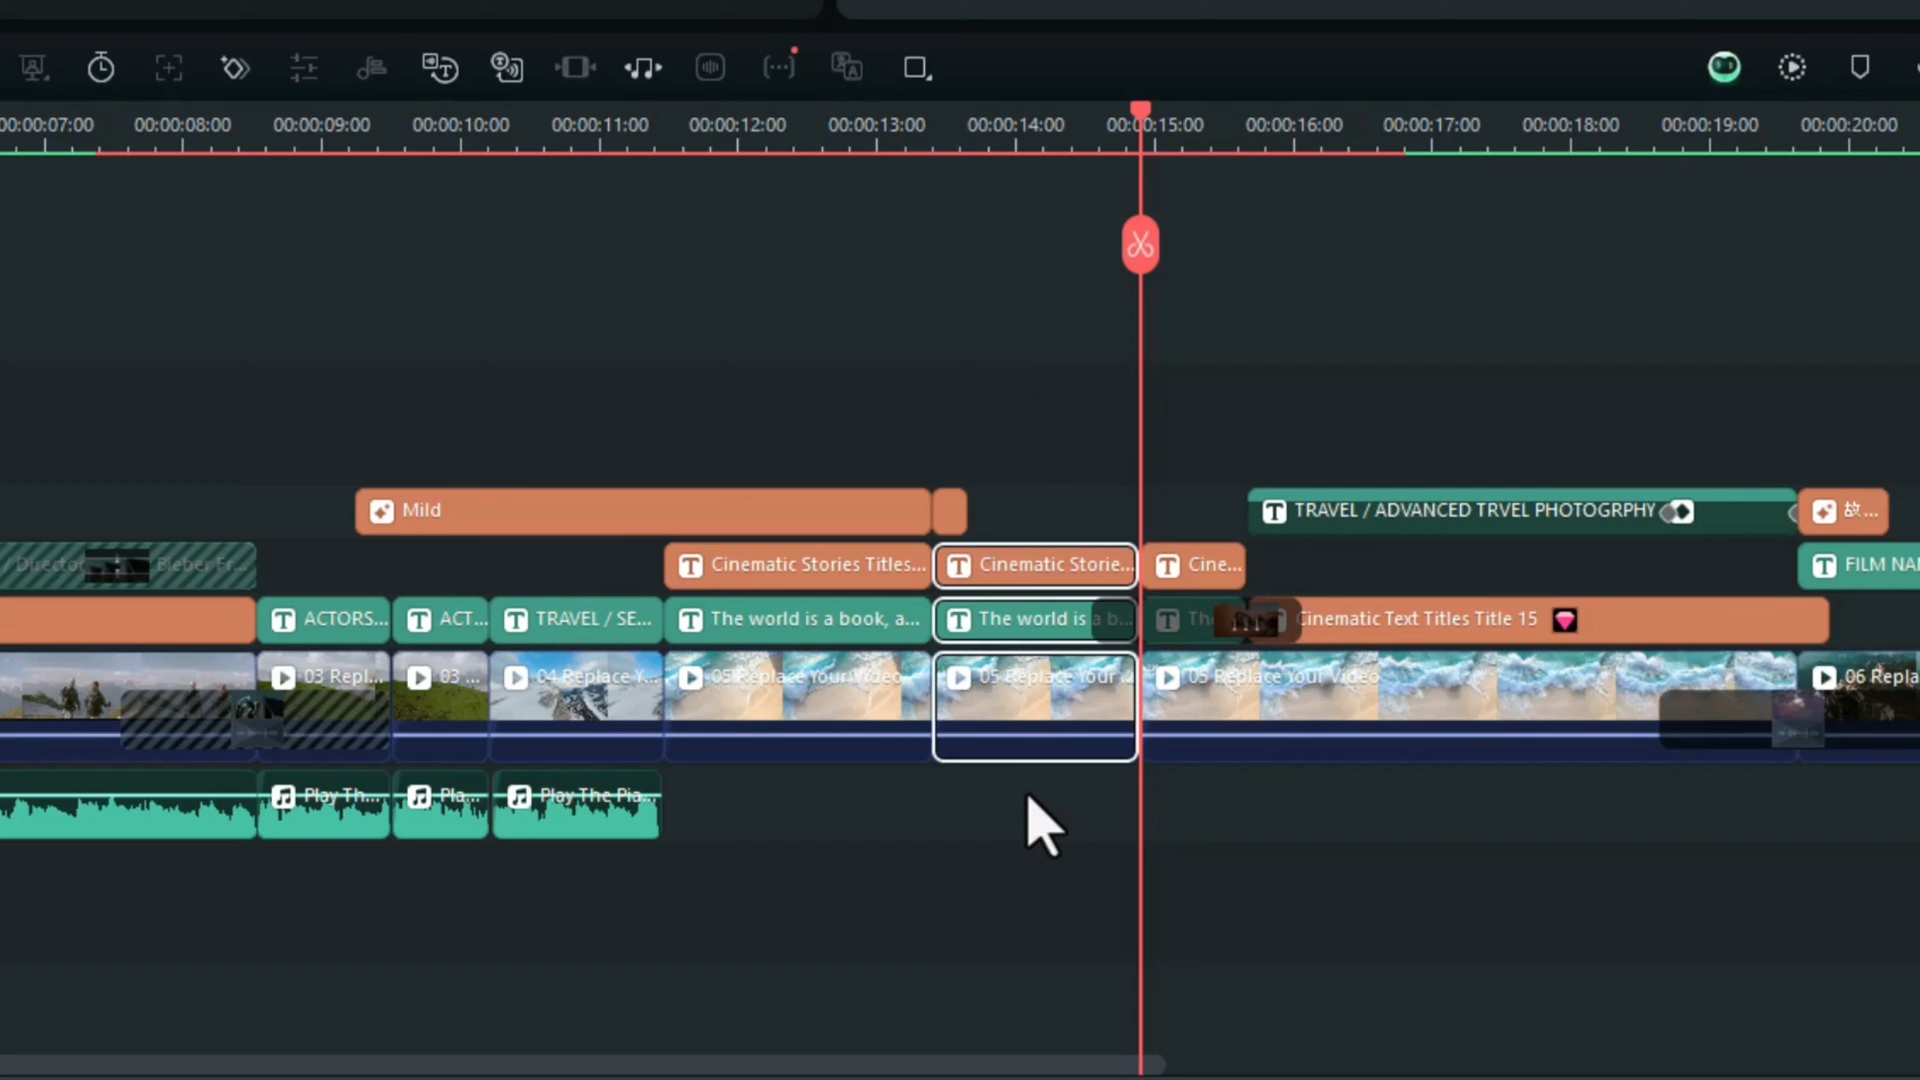 00:00:07:00 00:00:08:00 00:00:09:00 00:00:10:00 00:00:11:00 00:00:12:00 00:00:13:00 00:00:14:00 00:00:15:00 00:00:16:00 00:00:17:00 00:00:18:00 00:00:19:00 00:00:20:00
Mild TRAVEL / ADVANCED TRVEL PHOTOGRPHY 故...
/ Director Bieber Fr... Cinematic Stories Titles... Cinematic Storie... Cine... FILM NA
ACTORS... ACT... TRAVEL / SE... The world is a book, a... The world is a b... Th Cinematic Text Titles Title 15
03 Repl... 03 ... 04 Replace Y... 05 Replace Your Video 05 Replace Your ... 05 Replace Your Video 06 Repla
Play Th... Pla... Play The Pia...